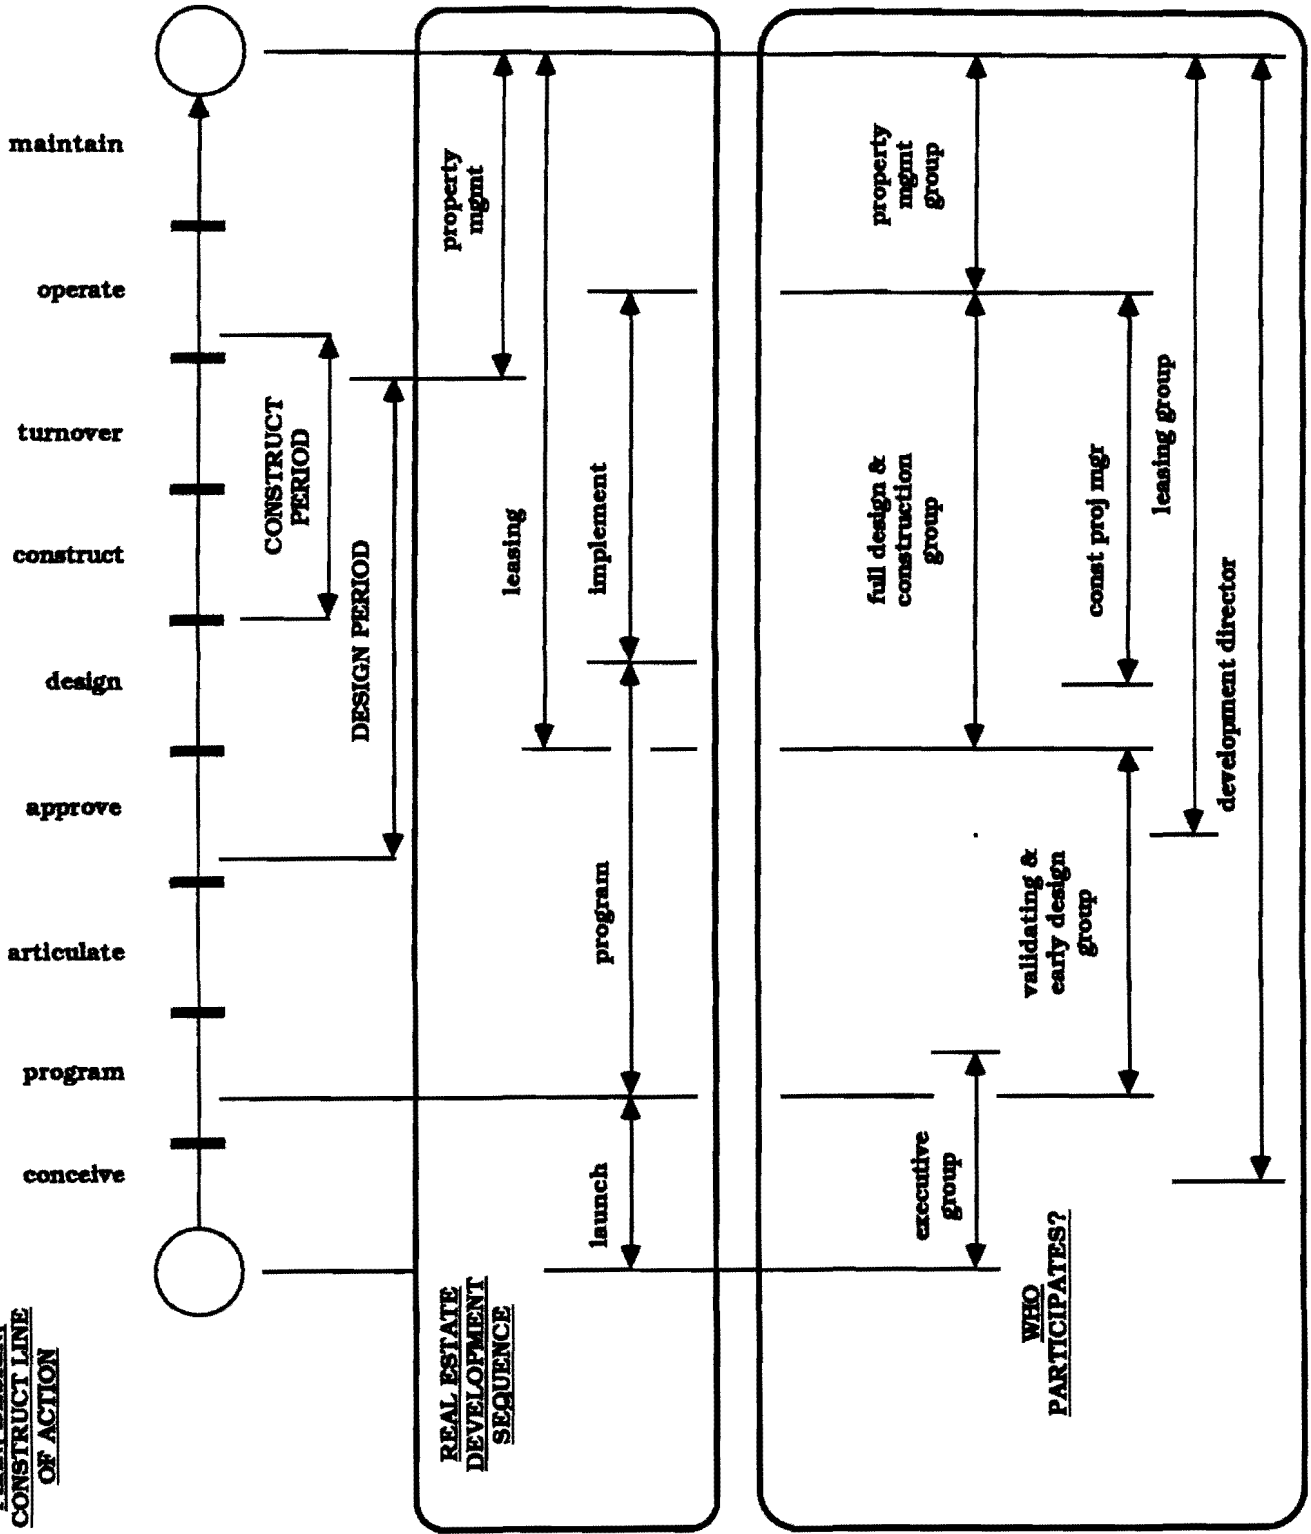 CONSTRUCT LINE
OF ACTION
conceive
program
articulate
approve
design
construct
turnover
operate
maintain
CONSTRUCT
PERIOD
DESIGN PERIOD
REAL ESTATE
DEVELOPMENT
SEQUENCE
property
mgmt
leasing
launch
program
implement
WHO
PARTICIPATES?
executive
group
validating &
early design
group
full design &
construction
group
property
mgmt
group
const proj mgr
leasing group
development director